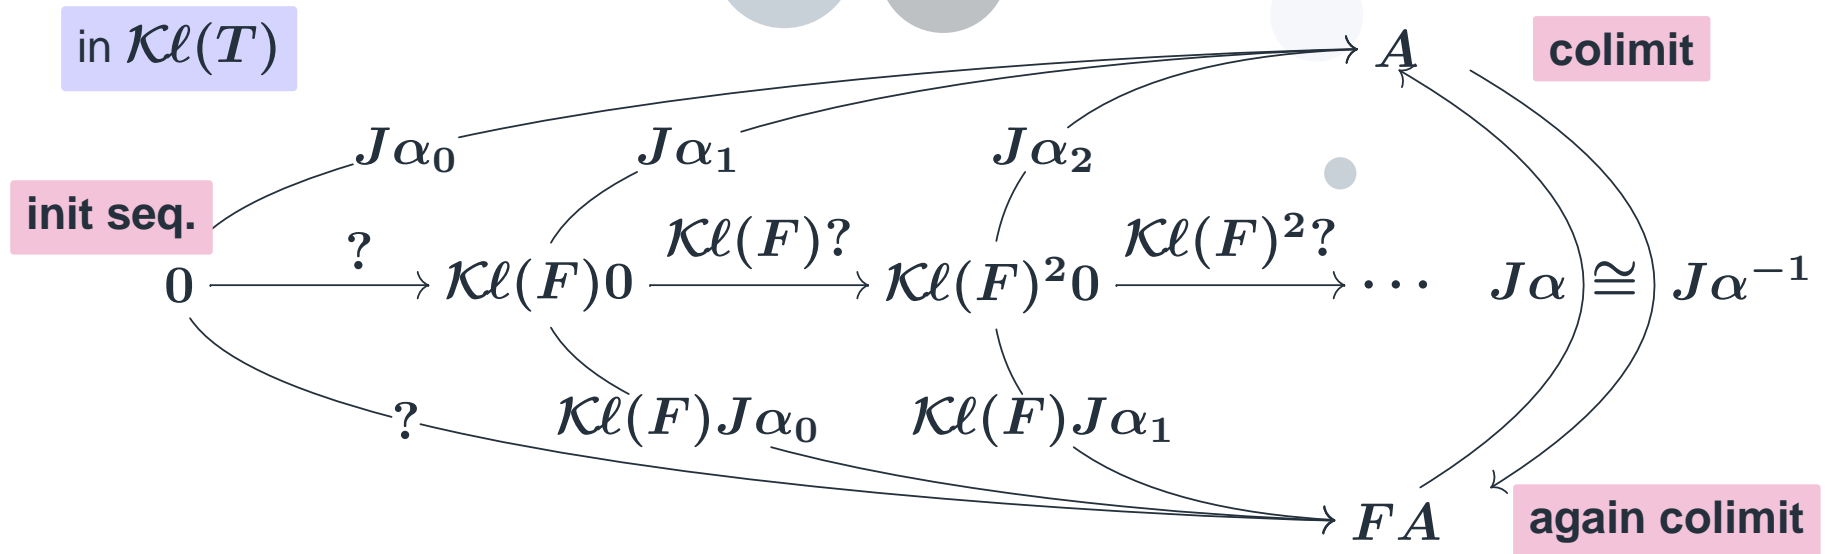 in 𝒦ℓ(T)
A
colimit
Jα₀
Jα₁
Jα₂
init seq.
?
𝒦ℓ(F)?
𝒦ℓ(F)²?
0
𝒦ℓ(F)0
𝒦ℓ(F)²0
⋯
Jα ≅ Jα⁻¹
?
𝒦ℓ(F)Jα₀
𝒦ℓ(F)Jα₁
FA
again colimit